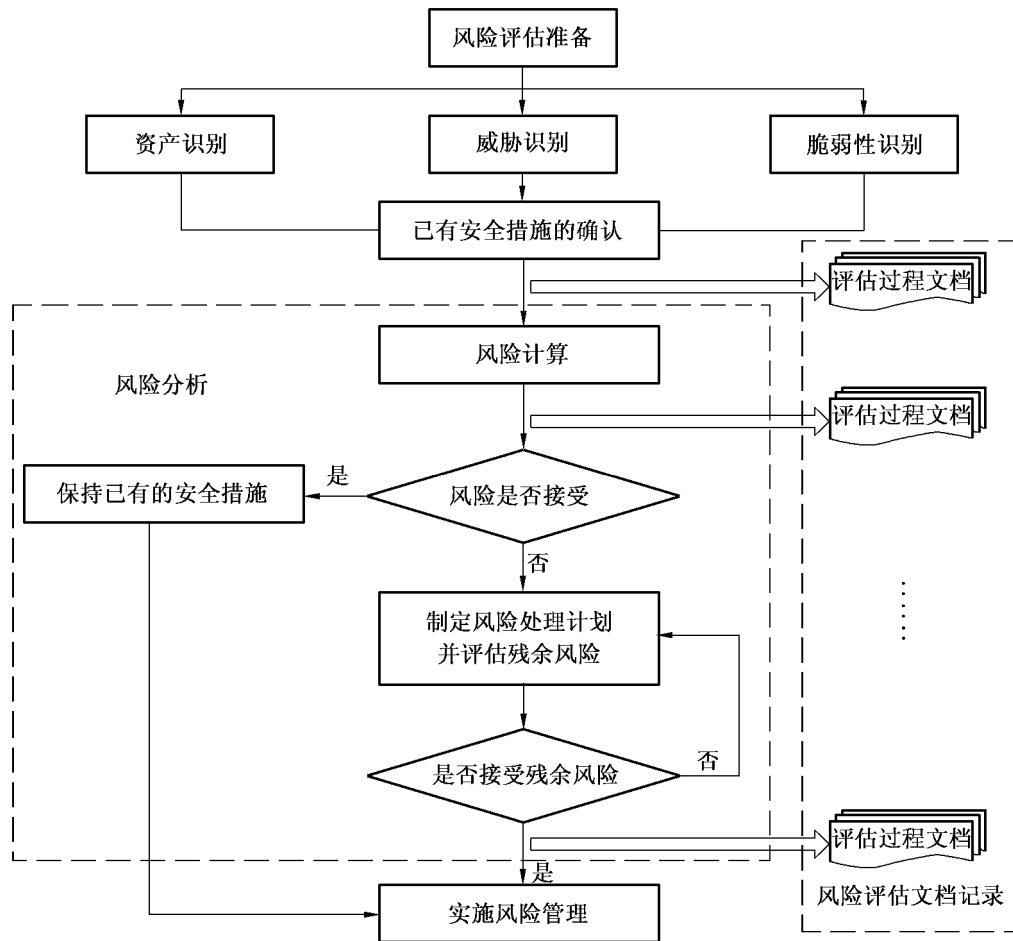 风险评估准备
资产识别
威胁识别
脆弱性识别
已有安全措施的确认
评估过程文档
风险计算
风险分析
评估过程文档
是
保持已有的安全措施
风险是否接受
否
制定风险处理计划
并评估残余风险
······
是否接受残余风险
否
评估过程文档
是
实施风险管理
风险评估文档记录